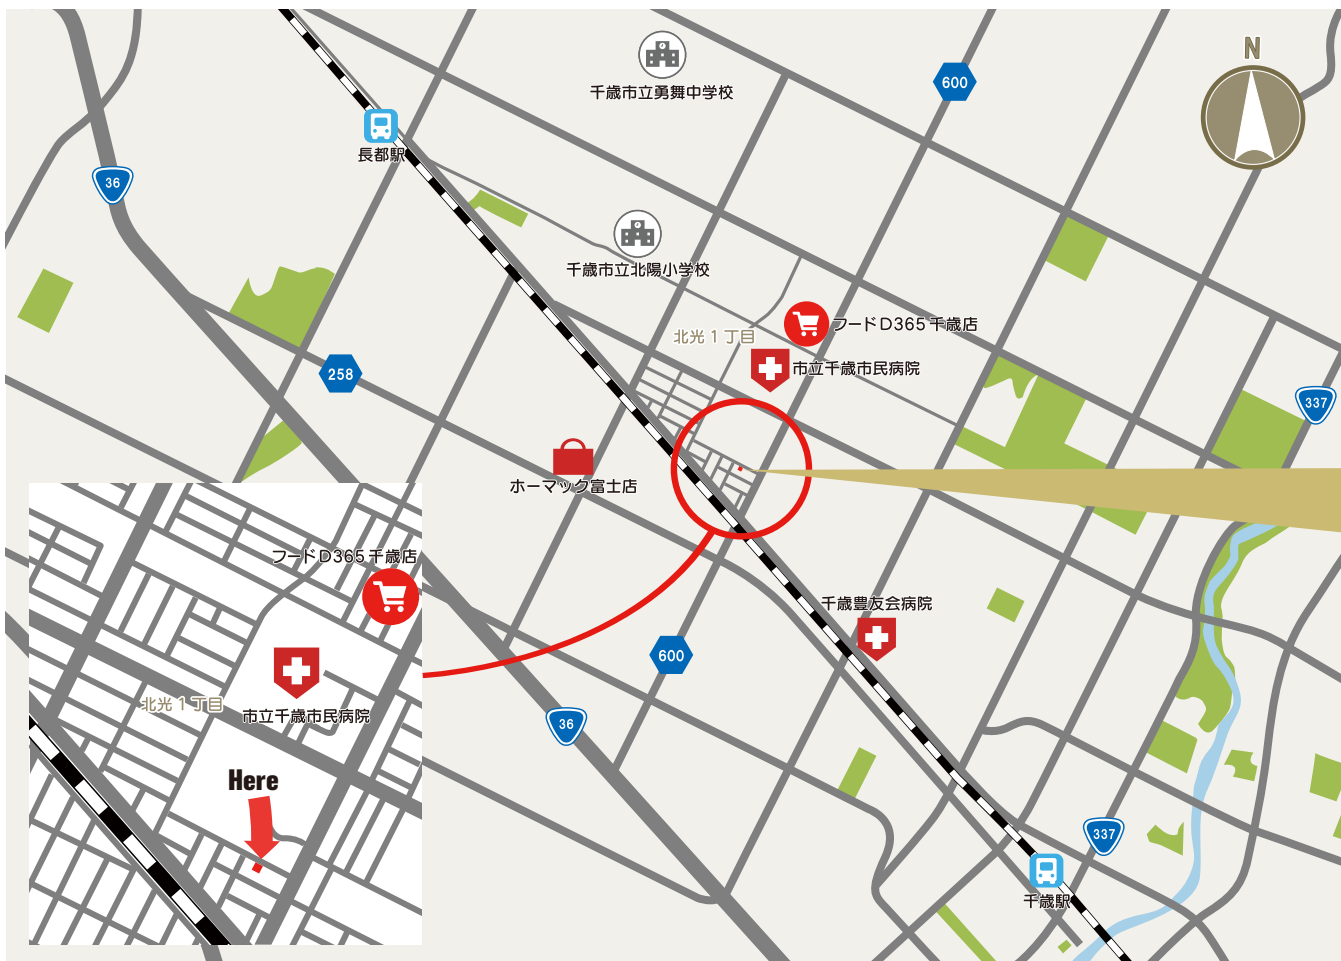 N
千歳市立勇舞中学校
600
長都駅
36
千歳市立北陽小学校
フードD365千歳店
北光1丁目
市立千歳市民病院
258
337
ホーマック富士店
フードD365千歳店
千歳豊友会病院
600
北光1丁目
市立千歳市民病院
36
Here
337
千歳駅